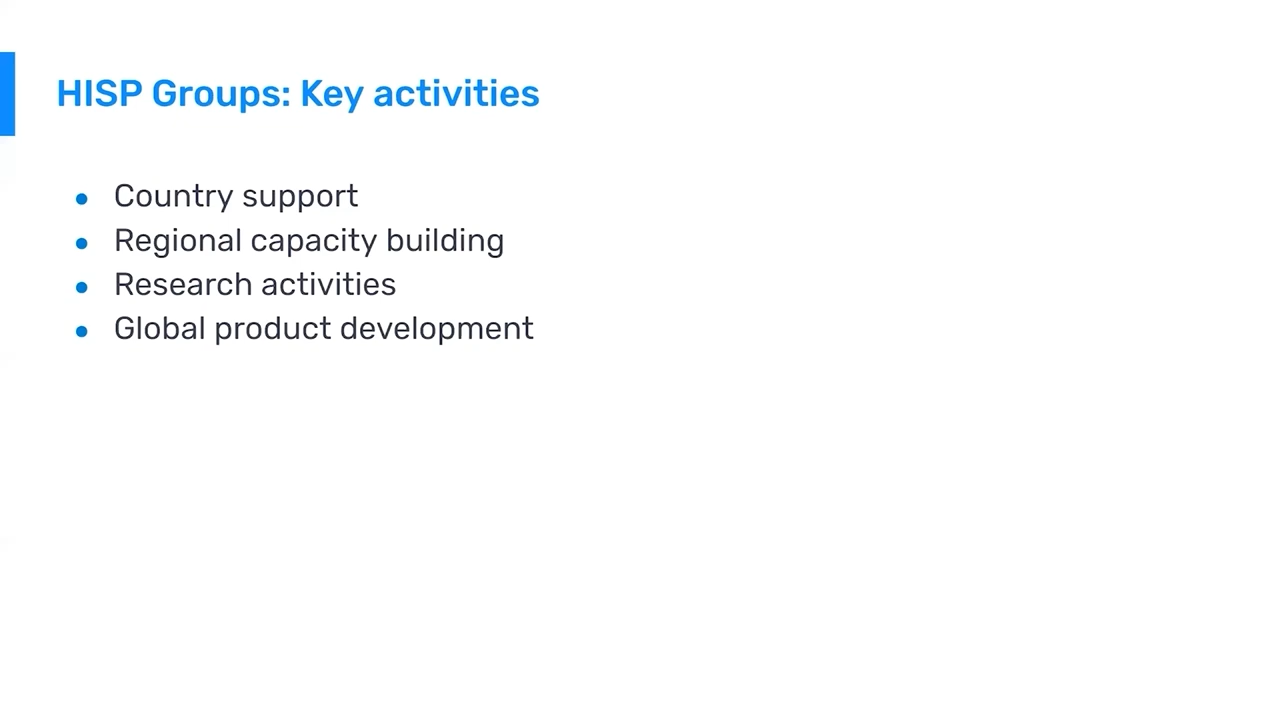 HISP Groups: Key activities
● Country support
● Regional capacity building
● Research activities
● Global product development